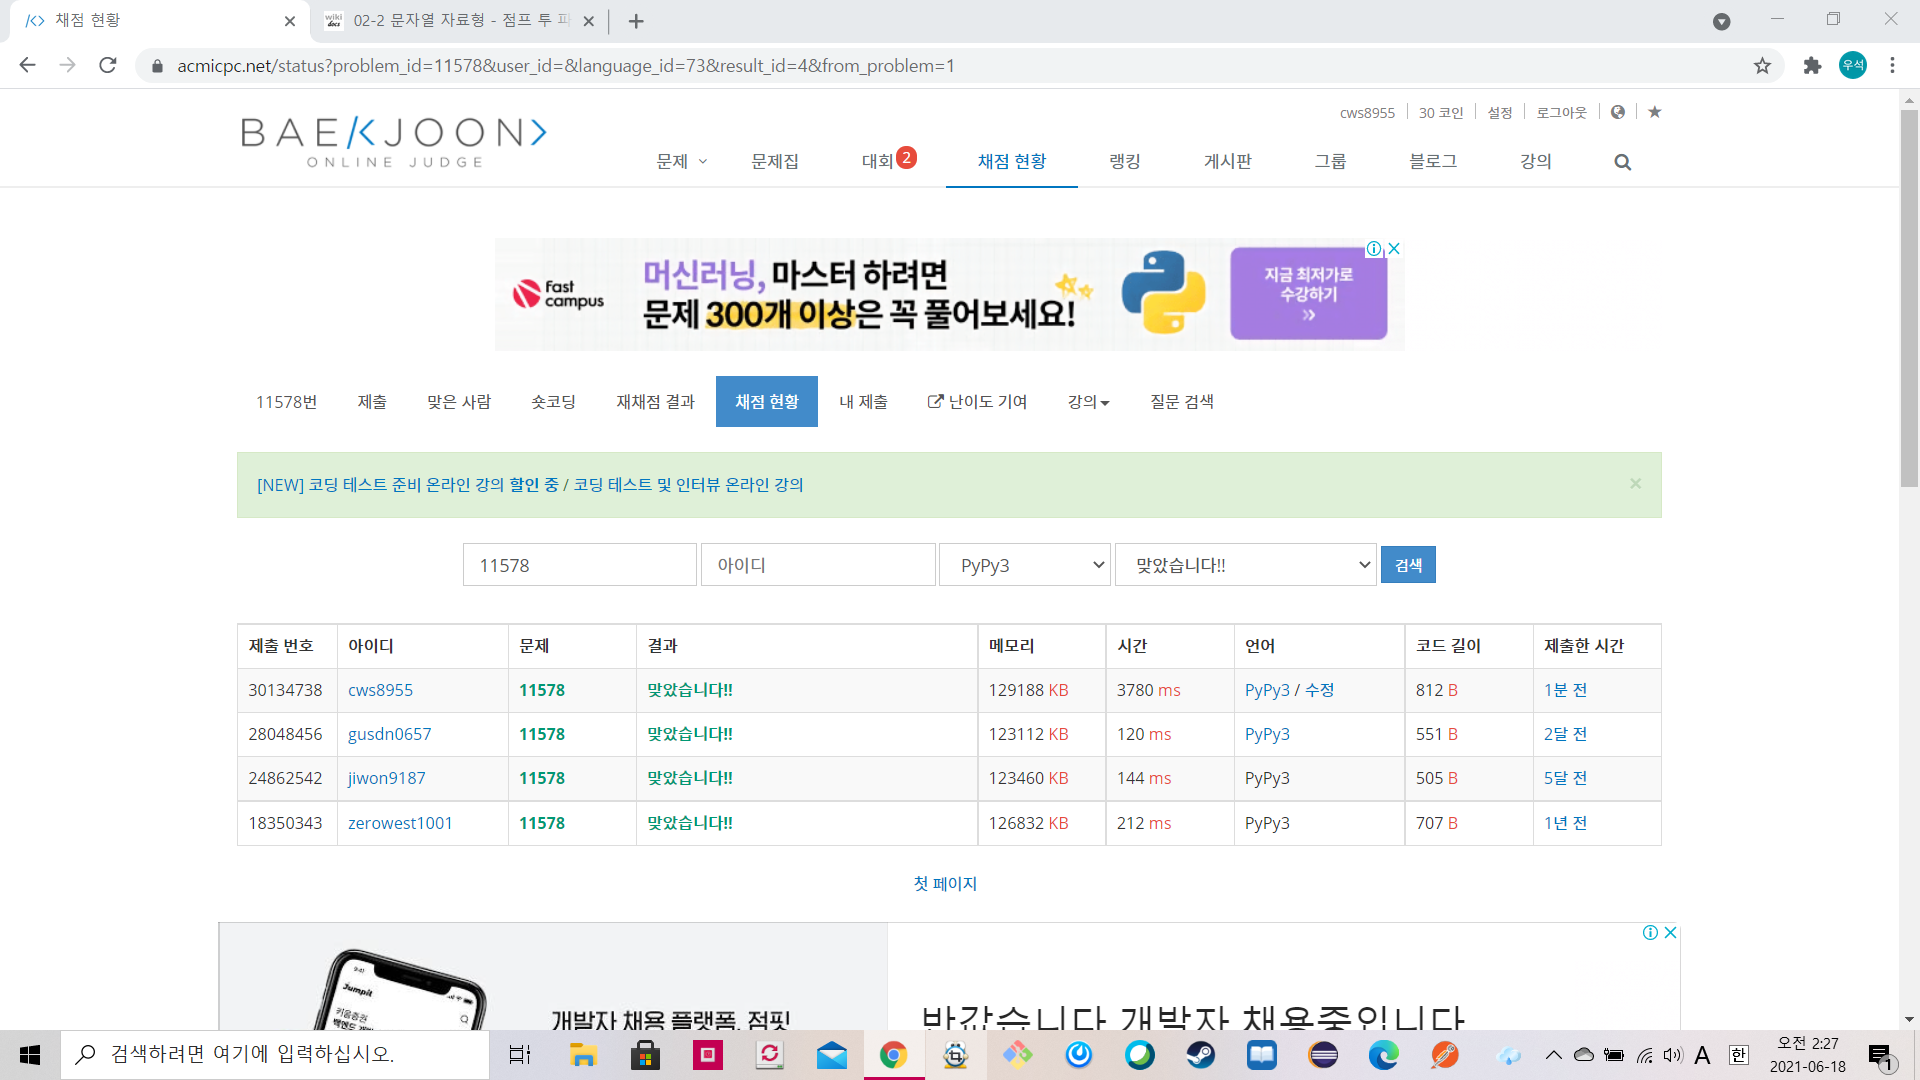 채점 현황
02-2 문자열 자료형 - 점프 투 파
acmicpc.net/status?problem_id=11578&user_id=&language_id=73&result_id=4&from_problem=1
우석
cws8955 30 코인 설정 로그아웃
BAEKJOON
ONLINE JUDGE
문제 문제집 대회 2 채점 현황 랭킹 게시판 그룹 블로그 강의
Fast campus
머신러닝, 마스터 하려면
문제 300개 이상은 꼭 풀어보세요!
지금 최저가로
수강하기
11578번 제출 맞은 사람 숏코딩 재채점 결과 채점 현황 내 제출 난이도 기여 강의 질문 검색
[NEW] 코딩 테스트 준비 온라인 강의 할인 중 / 코딩 테스트 및 인터뷰 온라인 강의
11578 아이디 PyPy3 맞았습니다!! 검색
제출 번호 아이디 문제 결과 메모리 시간 언어 코드 길이 제출한 시간
30134738 cws8955 11578 맞았습니다!! 129188 KB 3780 ms PyPy3 / 수정 812 B 1분 전
28048456 gusdn0657 11578 맞았습니다!! 123112 KB 120 ms PyPy3 551 B 2달 전
24862542 jiwon9187 11578 맞았습니다!! 123460 KB 144 ms PyPy3 505 B 5달 전
18350343 zerowest1001 11578 맞았습니다!! 126832 KB 212 ms PyPy3 707 B 1년 전
첫 페이지
9:41
Jumpit
키움증권
개발자 채용 플랫폼, 점핏
반갑습니다 개발자 채용중입니다
검색하려면 여기에 입력하십시오.
A 한
오전 2:27
2021-06-18
1